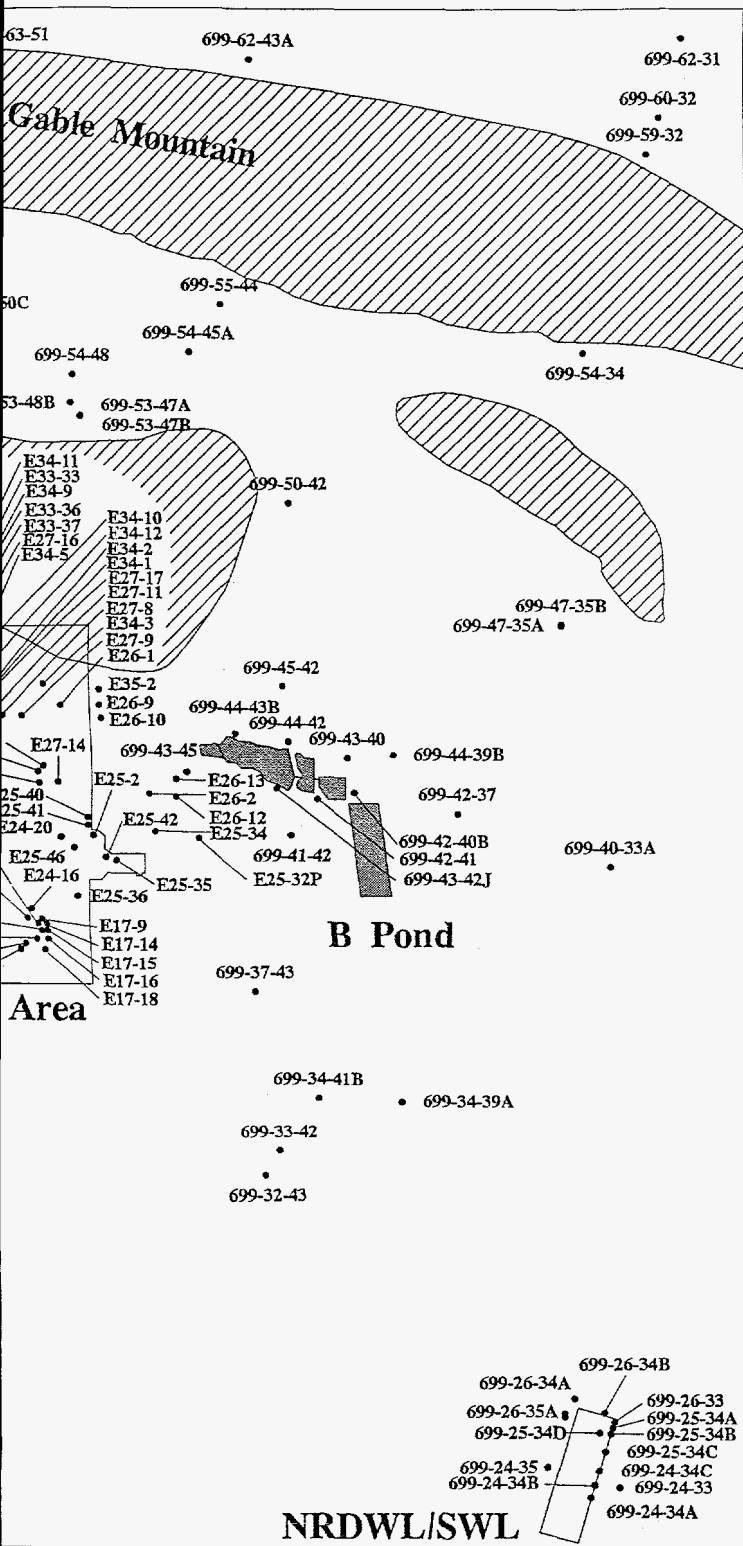 63-51
699-62-43A
699-62-31
699-60-32
699-59-32
Gable Mountain
699-55-44
50C
699-54-45A
699-54-48
699-54-34
53-48B
699-53-47A
699-53-47B
E34-11
E33-33
E34-9
E33-36
E33-37
E27-16
E34-5
699-50-42
E34-10
E34-12
E34-2
E34-1
E27-17
E27-11
E27-8
E34-3
E27-9
E26-1
699-47-35B
699-47-35A
699-45-42
E35-2
E26-9
E26-10
699-44-43B
699-44-42
699-43-40
699-44-39B
E27-14
699-43-45
E25-2
E26-13
E26-2
E26-12
E25-34
25-40
25-41
E24-20
E25-42
699-42-37
699-42-40B
699-42-41
699-43-42J
699-41-42
699-40-33A
E25-46
E24-16
E25-35
E25-32P
E25-36
E17-9
E17-14
E17-15
E17-16
E17-18
B Pond
Area
699-37-43
699-34-41B
699-34-39A
699-33-42
699-32-43
699-26-34B
699-26-34A
699-26-33
699-26-35A
699-25-34A
699-25-34D
699-25-34B
699-25-34C
699-24-35
699-24-34C
699-24-34B
699-24-33
699-24-34A
NRDWL/SWL